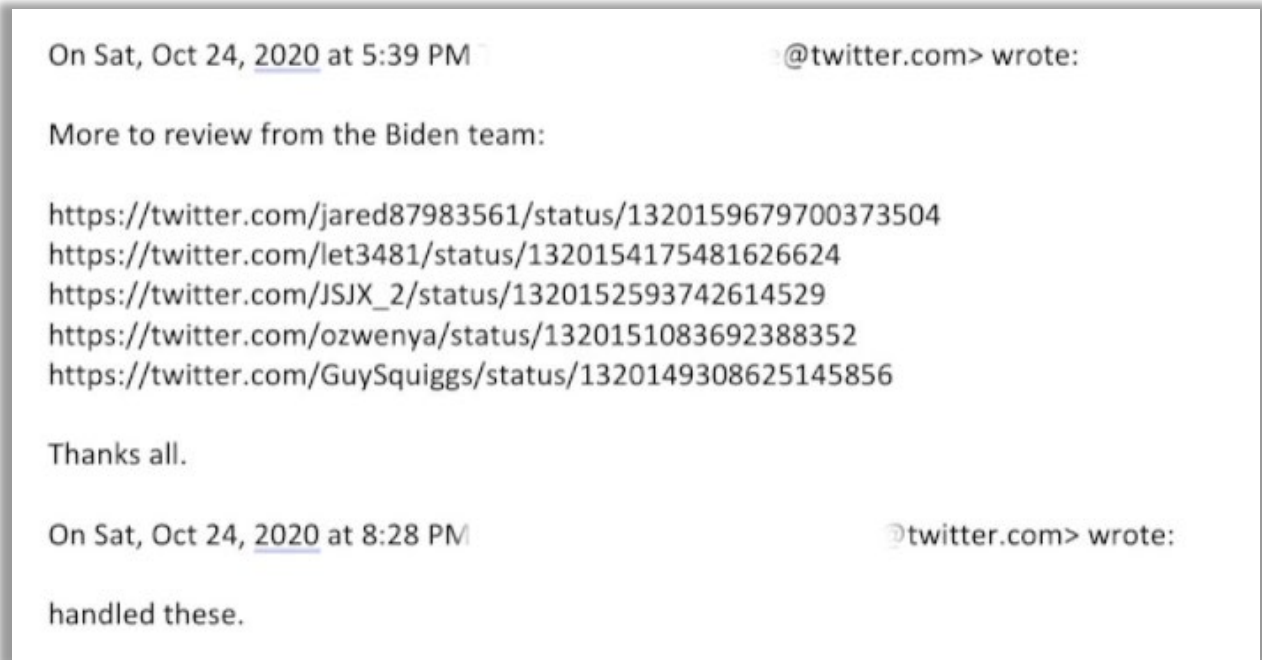 On Sat, Oct 24, 2020 at 5:39 PM @twitter.com> wrote:
More to review from the Biden team:
https://twitter.com/jared87983561/status/1320159679700373504
https://twitter.com/let3481/status/1320154175481626624
https://twitter.com/JSJX_2/status/1320152593742614529
https://twitter.com/ozwenya/status/1320151083692388352
https://twitter.com/GuySquiggs/status/1320149308625145856
Thanks all.
On Sat, Oct 24, 2020 at 8:28 PM @twitter.com> wrote:
handled these.